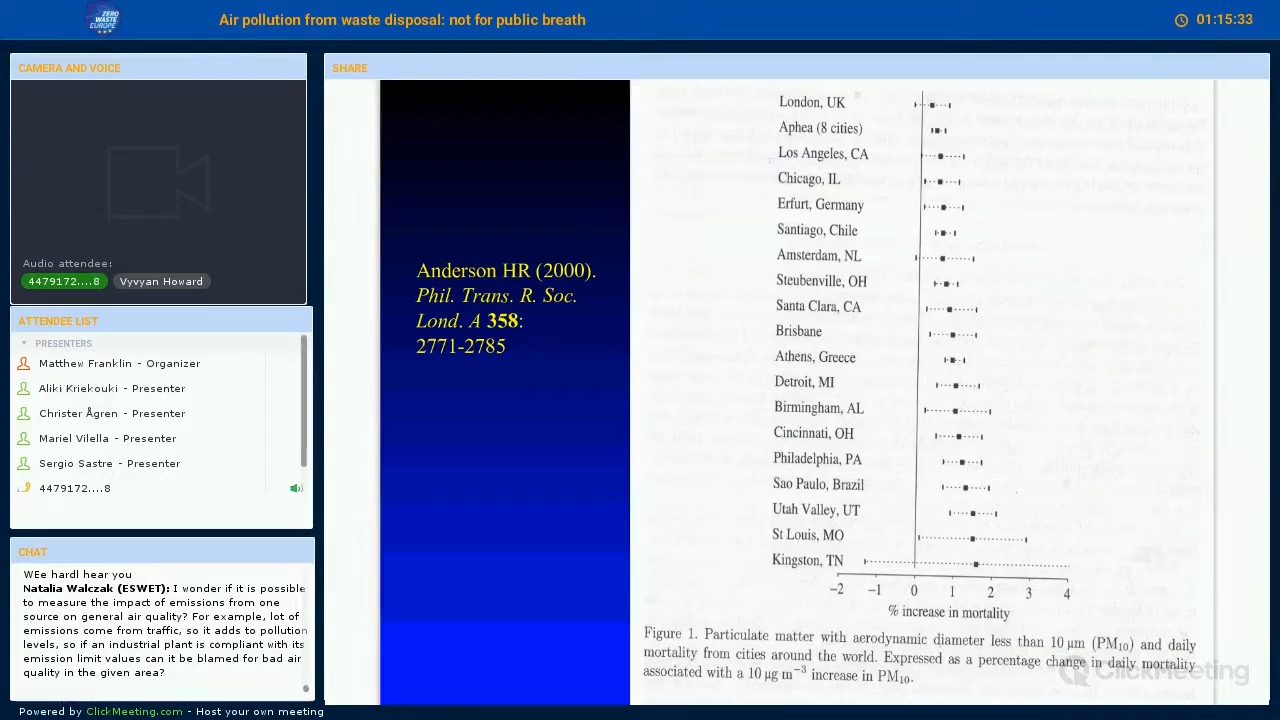 ZERO WASTE EUROPE
Air pollution from waste disposal: not for public breath
01:15:33
CAMERA AND VOICE
Audio attendee:
4479172....8
Vyvyan Howard
ATTENDEE LIST
PRESENTERS
Matthew Franklin - Organizer
Aliki Kriekouki - Presenter
Christer Ågren - Presenter
Mariel Vilella - Presenter
Sergio Sastre - Presenter
4479172....8
CHAT
WEe hardl hear you
Natalia Walczak (ESWET): I wonder if it is possible
to measure the impact of emissions from one
source on general air quality? For example, lot of
emissions come from traffic, so it adds to pollution
levels, so if an industrial plant is compliant with its
emission limit values can it be blamed for bad air
quality in the given area?
SHARE
Anderson HR (2000).
Phil. Trans. R. Soc.
Lond. A 358:
2771-2785
London, UK
Aphea (8 cities)
Los Angeles, CA
Chicago, IL
Erfurt, Germany
Santiago, Chile
Amsterdam, NL
Steubenville, OH
Santa Clara, CA
Brisbane
Athens, Greece
Detroit, MI
Birmingham, AL
Cincinnati, OH
Philadelphia, PA
Sao Paulo, Brazil
Utah Valley, UT
St Louis, MO
Kingston, TN
−2 −1 0 1 2 3 4
% increase in mortality
Figure 1. Particulate matter with aerodynamic diameter less than 10 μm (PM₁₀) and daily
mortality from cities around the world. Expressed as a percentage change in daily mortality
associated with a 10 μg m⁻³ increase in PM₁₀.
ClickMeeting
Powered by ClickMeeting.com - Host your own meeting